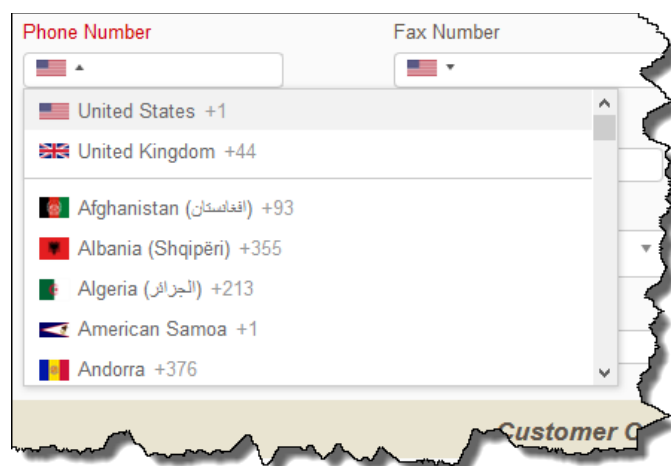 Phone Number
Fax Number
United States +1
United Kingdom +44
Afghanistan (‫افغانستان‬‎) +93
Albania (Shqipëri) +355
Algeria (‫الجزائر‬‎) +213
American Samoa +1
Andorra +376
Customer